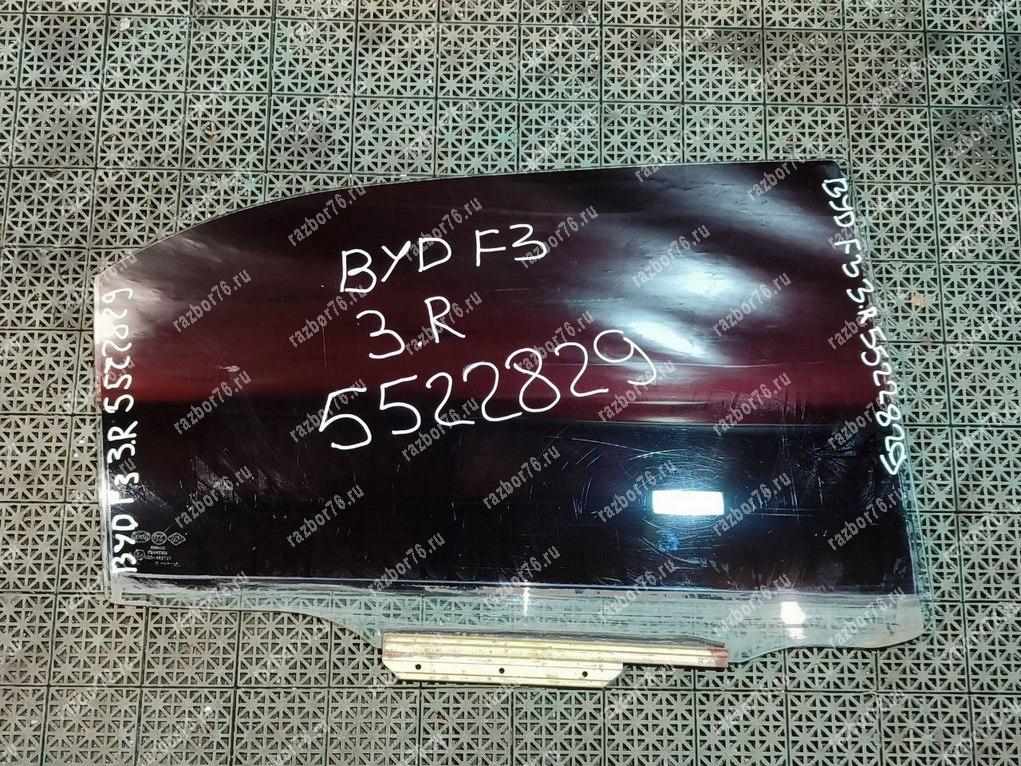 BYD F3
3.R
5522829
BYD F3 3.R 5522829
BYD F3 3.R 5522829
razbor76.ru